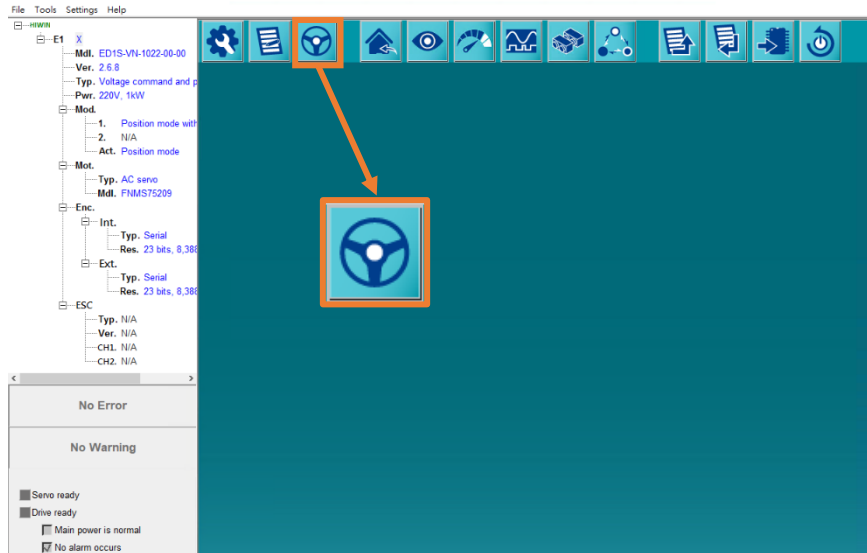 File Tools Settings Help
HIWIN
E1 X
Mdl. ED1S-VN-1022-00-00
Ver. 2.6.8
Typ. Voltage command and p
Pwr. 220V, 1kW
Mod.
1. Position mode with
2. N/A
Act. Position mode
Mot.
Typ. AC servo
Mdl. FNMS75209
Enc.
Int.
Typ. Serial
Res. 23 bits, 8,388
Ext.
Typ. Serial
Res. 23 bits, 8,388
ESC
Typ. N/A
Ver. N/A
CH1. N/A
CH2. N/A
No Error
No Warning
Servo ready
Drive ready
Main power is normal
No alarm occurs